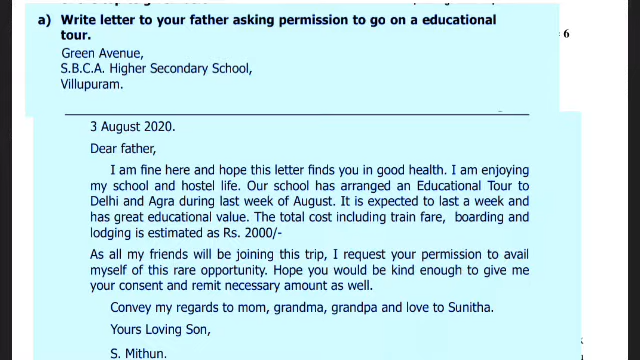 a) Write letter to your father asking permission to go on a educational
tour.
6
Green Avenue,
S.B.C.A. Higher Secondary School,
Villupuram.
3 August 2020.
Dear father,
I am fine here and hope this letter finds you in good health. I am enjoying
my school and hostel life. Our school has arranged an Educational Tour to
Delhi and Agra during last week of August. It is expected to last a week and
has great educational value. The total cost including train fare, boarding and
lodging is estimated as Rs. 2000/-
As all my friends will be joining this trip, I request your permission to avail
myself of this rare opportunity. Hope you would be kind enough to give me
your consent and remit necessary amount as well.
Convey my regards to mom, grandma, grandpa and love to Sunitha.
Yours Loving Son,
S. Mithun.